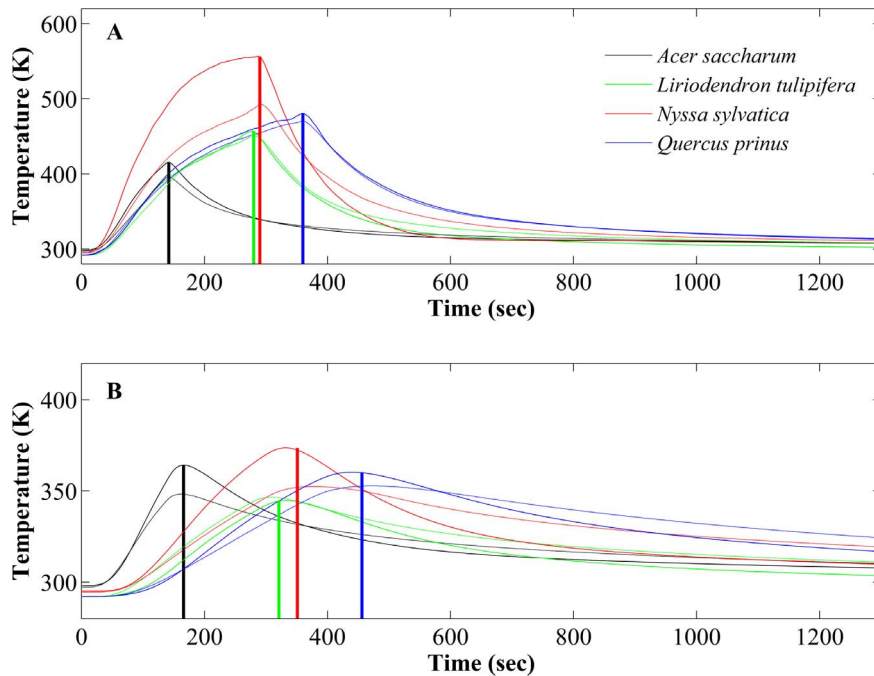 A
Temperature (K)
600
500
400
300
Acer saccharum
Liriodendron tulipifera
Nyssa sylvatica
Quercus prinus
0 200 400 600 800 1000 1200
Time (sec)
B
Temperature (K)
400
350
300
0 200 400 600 800 1000 1200
Time (sec)